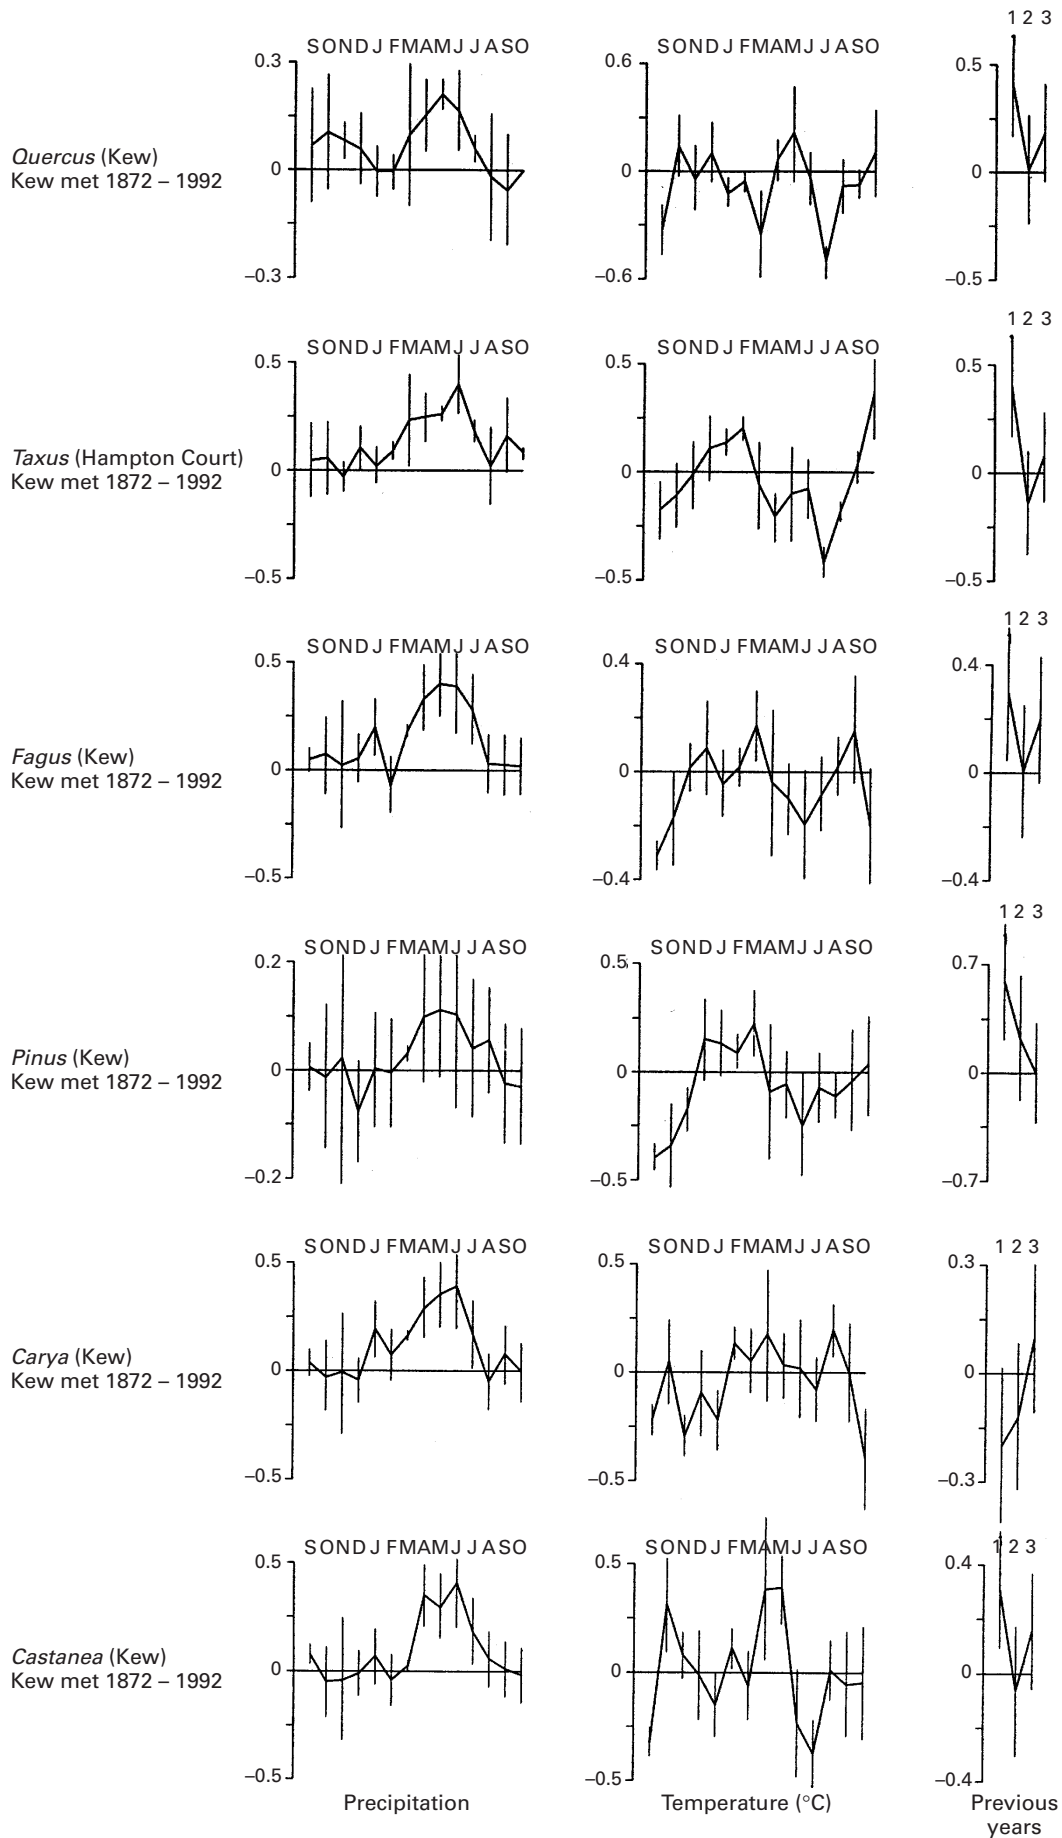 1 2 3
S O N D J F M A M J J A S O
S O N D J F M A M J J A S O
0.3
0
–0.3
0.6
0
–0.6
0.5
0
–0.5
Quercus (Kew)
Kew met 1872 – 1992
1 2 3
S O N D J F M A M J J A S O
S O N D J F M A M J J A S O
0.5
0
–0.5
0.5
0
–0.5
0.5
0
–0.5
Taxus (Hampton Court)
Kew met 1872 – 1992
1 2 3
S O N D J F M A M J J A S O
S O N D J F M A M J J A S O
0.5
0
–0.5
0.4
0
–0.4
0.4
0
–0.4
Fagus (Kew)
Kew met 1872 – 1992
1 2 3
S O N D J F M A M J J A S O
S O N D J F M A M J J A S O
0.2
0
–0.2
0.5
0
–0.5
0.7
0
–0.7
Pinus (Kew)
Kew met 1872 – 1992
S O N D J F M A M J J A S O
S O N D J F M A M J J A S O
1 2 3
0.5
0
–0.5
0.5
0
–0.5
0.3
0
–0.3
Carya (Kew)
Kew met 1872 – 1992
S O N D J F M A M J J A S O
S O N D J F M A M J J A S O
1 2 3
0.5
0
–0.5
0.5
0
–0.5
0.4
0
–0.4
Castanea (Kew)
Kew met 1872 – 1992
Precipitation
Temperature (°C)
Previous
years